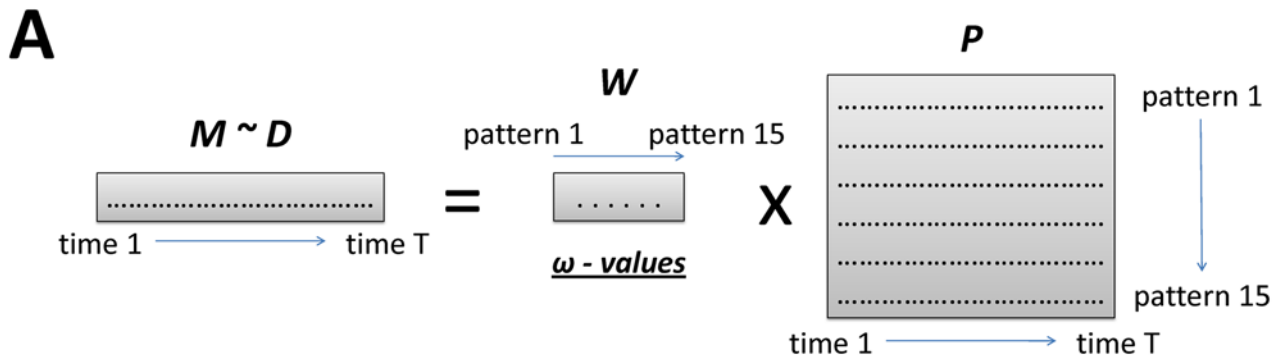 A
M ~ D
=
W
pattern 1 pattern 15
......
ω - values
X
P
pattern 1
pattern 15
time 1 time T
time 1 time T